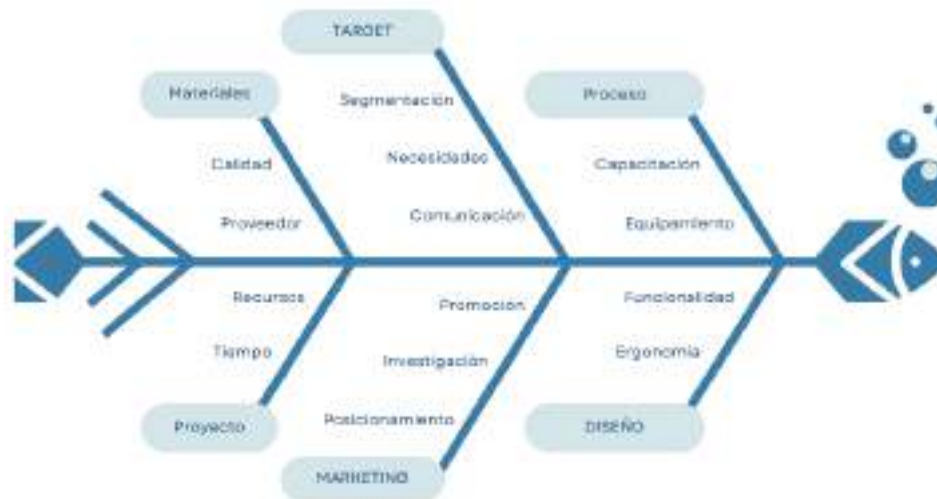 TARGET
Materiales
Segmentación
Proceso
Calidad
Necesidades
Capacitación
Proveedor
Comunicación
Equipamiento
Recursos
Promoción
Funcionalidad
Tiempo
Investigación
Ergonomía
Proyecto
Posicionamiento
DISEÑO
MARKETING